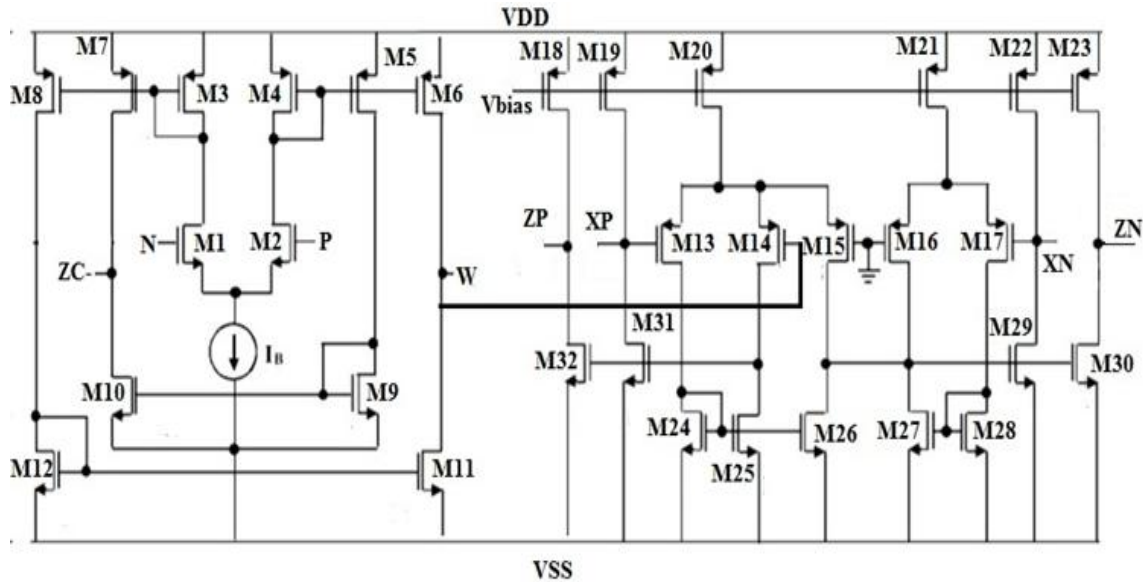 VDD
M7 M5 M18 M19 M20 M21 M22 M23
M8 M3 M4 M6
Vbias
N M1 M2 P ZP XP M13 M14 M15 M16 M17 ZN
ZC- W XN
M31 M29
IB M32 M30
M10 M9
M24 M26 M27 M28
M12 M11 M25
VSS